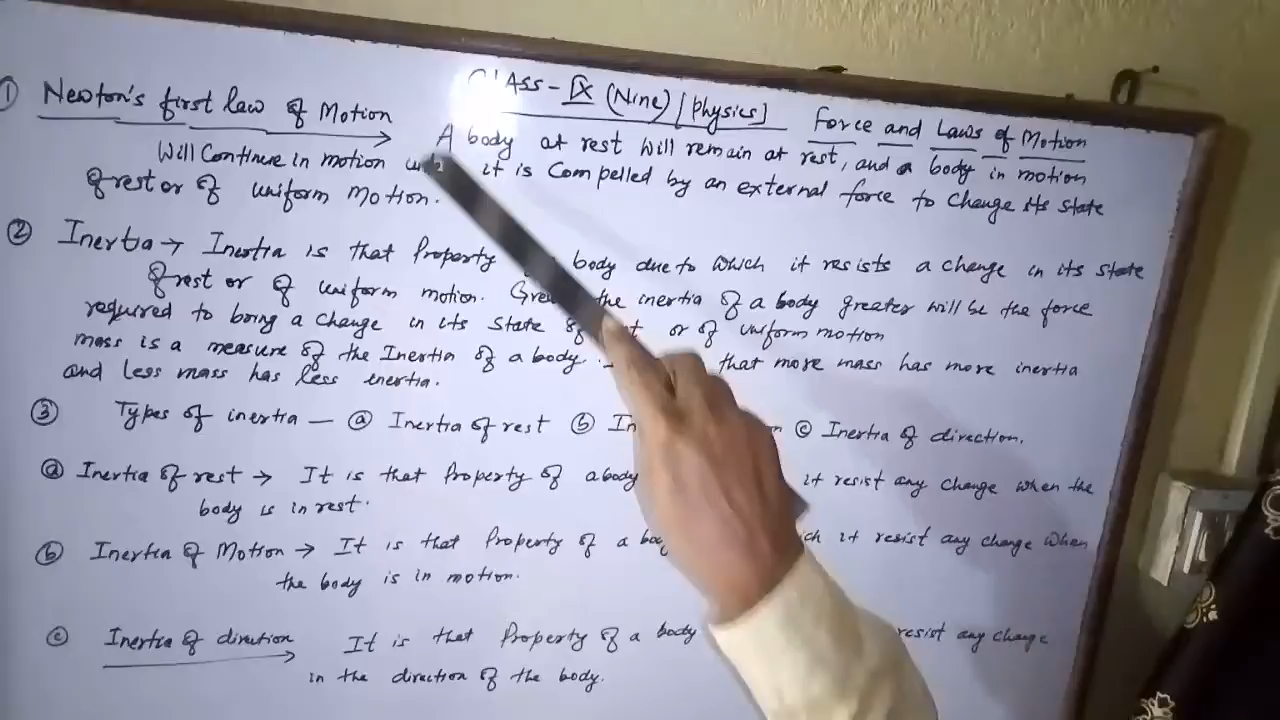 CLASS - IX (Nine) / Physics] Force and Laws of Motion
① Newton's first law of Motion → A body at rest will remain at rest, and a body in motion
Will Continue in motion it is Compelled by an external force to Change its state
of rest or of uniform Motion.
② Inertia → Inertia is that Property body due to which it resists a change in its state
of rest or of uniform motion. the inertia of a body greater will be the force
required to bring a change in its state or of uniform motion
mass is a measure of the Inertia of a body. that more mass has more inertia
and less mass has less inertia.
③ Types of inertia — ⓐ Inertia of rest ⓑ ⓒ Inertia of direction.
ⓐ Inertia of rest → It is that Property of a body it resist any change when the
body is in rest.
ⓑ Inertia of Motion → It is that Property of a it resist any change when
the body is in motion.
ⓒ Inertia of direction → It is that Property of a body resist any change
in the direction of the body.